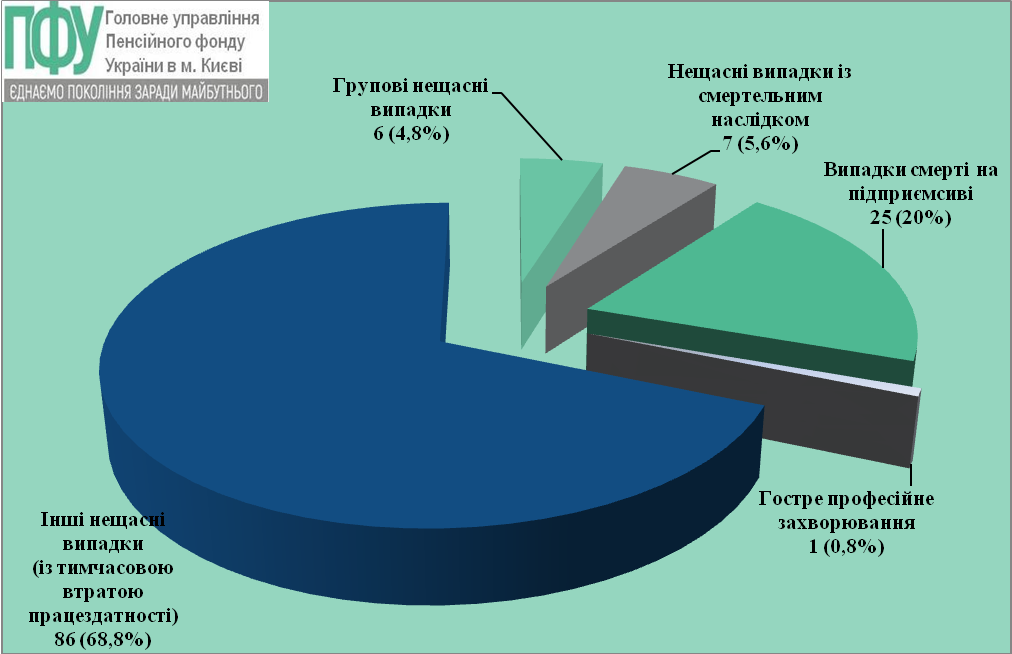 ПФУ
Головне управління
Пенсійного фонду
України в м. Києві
ЄДНАЄМО ПОКОЛІННЯ ЗАРАДИ МАЙБУТНЬОГО
Групові нещасні
випадки
6 (4,8%)
Нещасні випадки із
смертельним
наслідком
7 (5,6%)
Випадки смерті на
підприємсиві
25 (20%)
Гостре професійне
захворювання
1 (0,8%)
Інші нещасні
випадки
(із тимчасовою
втратою
працездатності)
86 (68,8%)